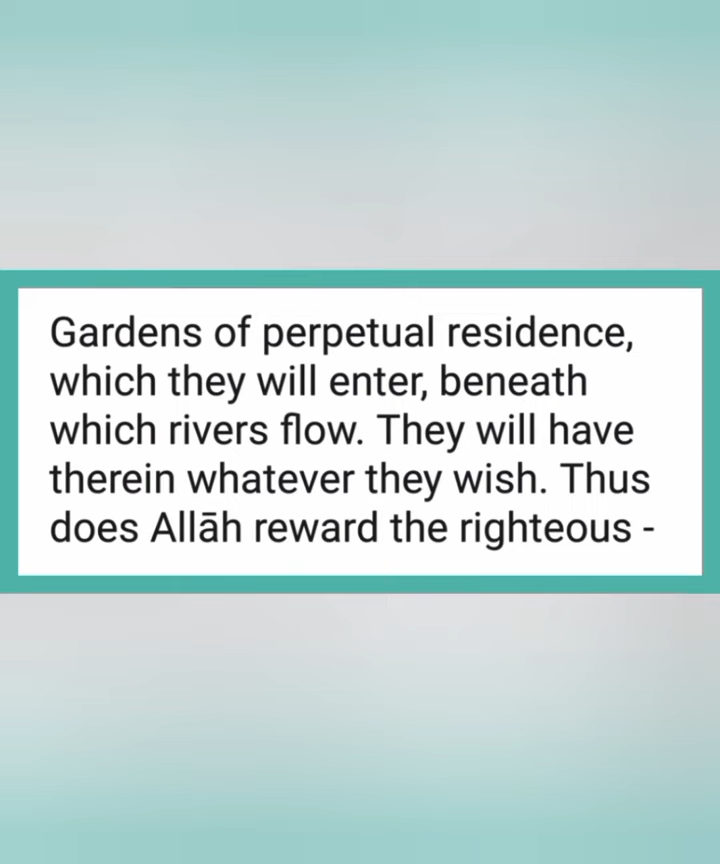 Gardens of perpetual residence,
which they will enter, beneath
which rivers flow. They will have
therein whatever they wish. Thus
does Allāh reward the righteous -